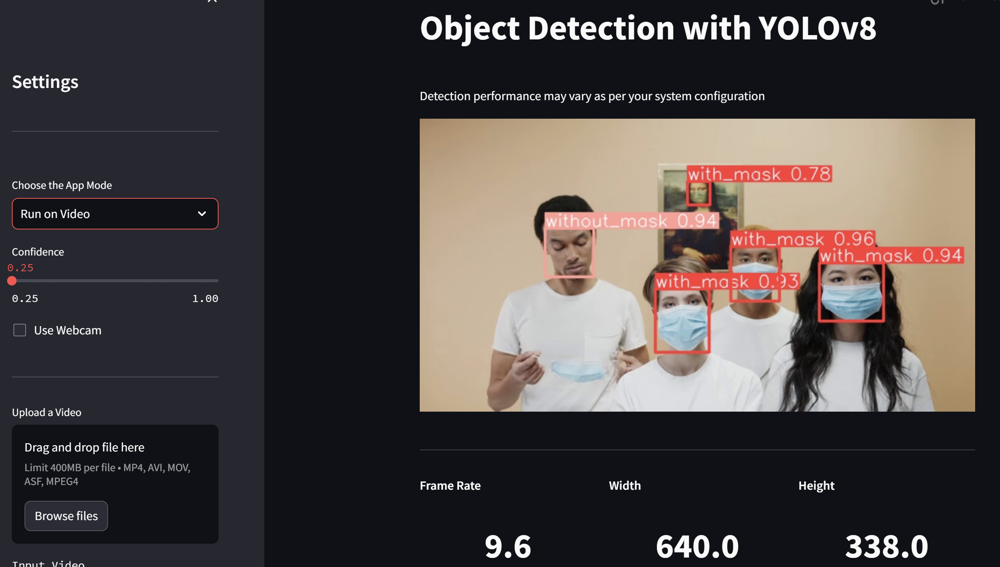 Settings
Choose the App Mode
Run on Video
Confidence
0.25
0.25 1.00
Use Webcam
Upload a Video
Drag and drop file here
Limit 400MB per file • MP4, AVI, MOV,
ASF, MPEG4
Browse files
Input Video
Object Detection with YOLOv8
Detection performance may vary as per your system configuration
with_mask 0.78
without_mask 0.94
with_mask 0.96
with_mask 0.94
with_mask 0.93
Frame Rate Width Height
9.6 640.0 338.0